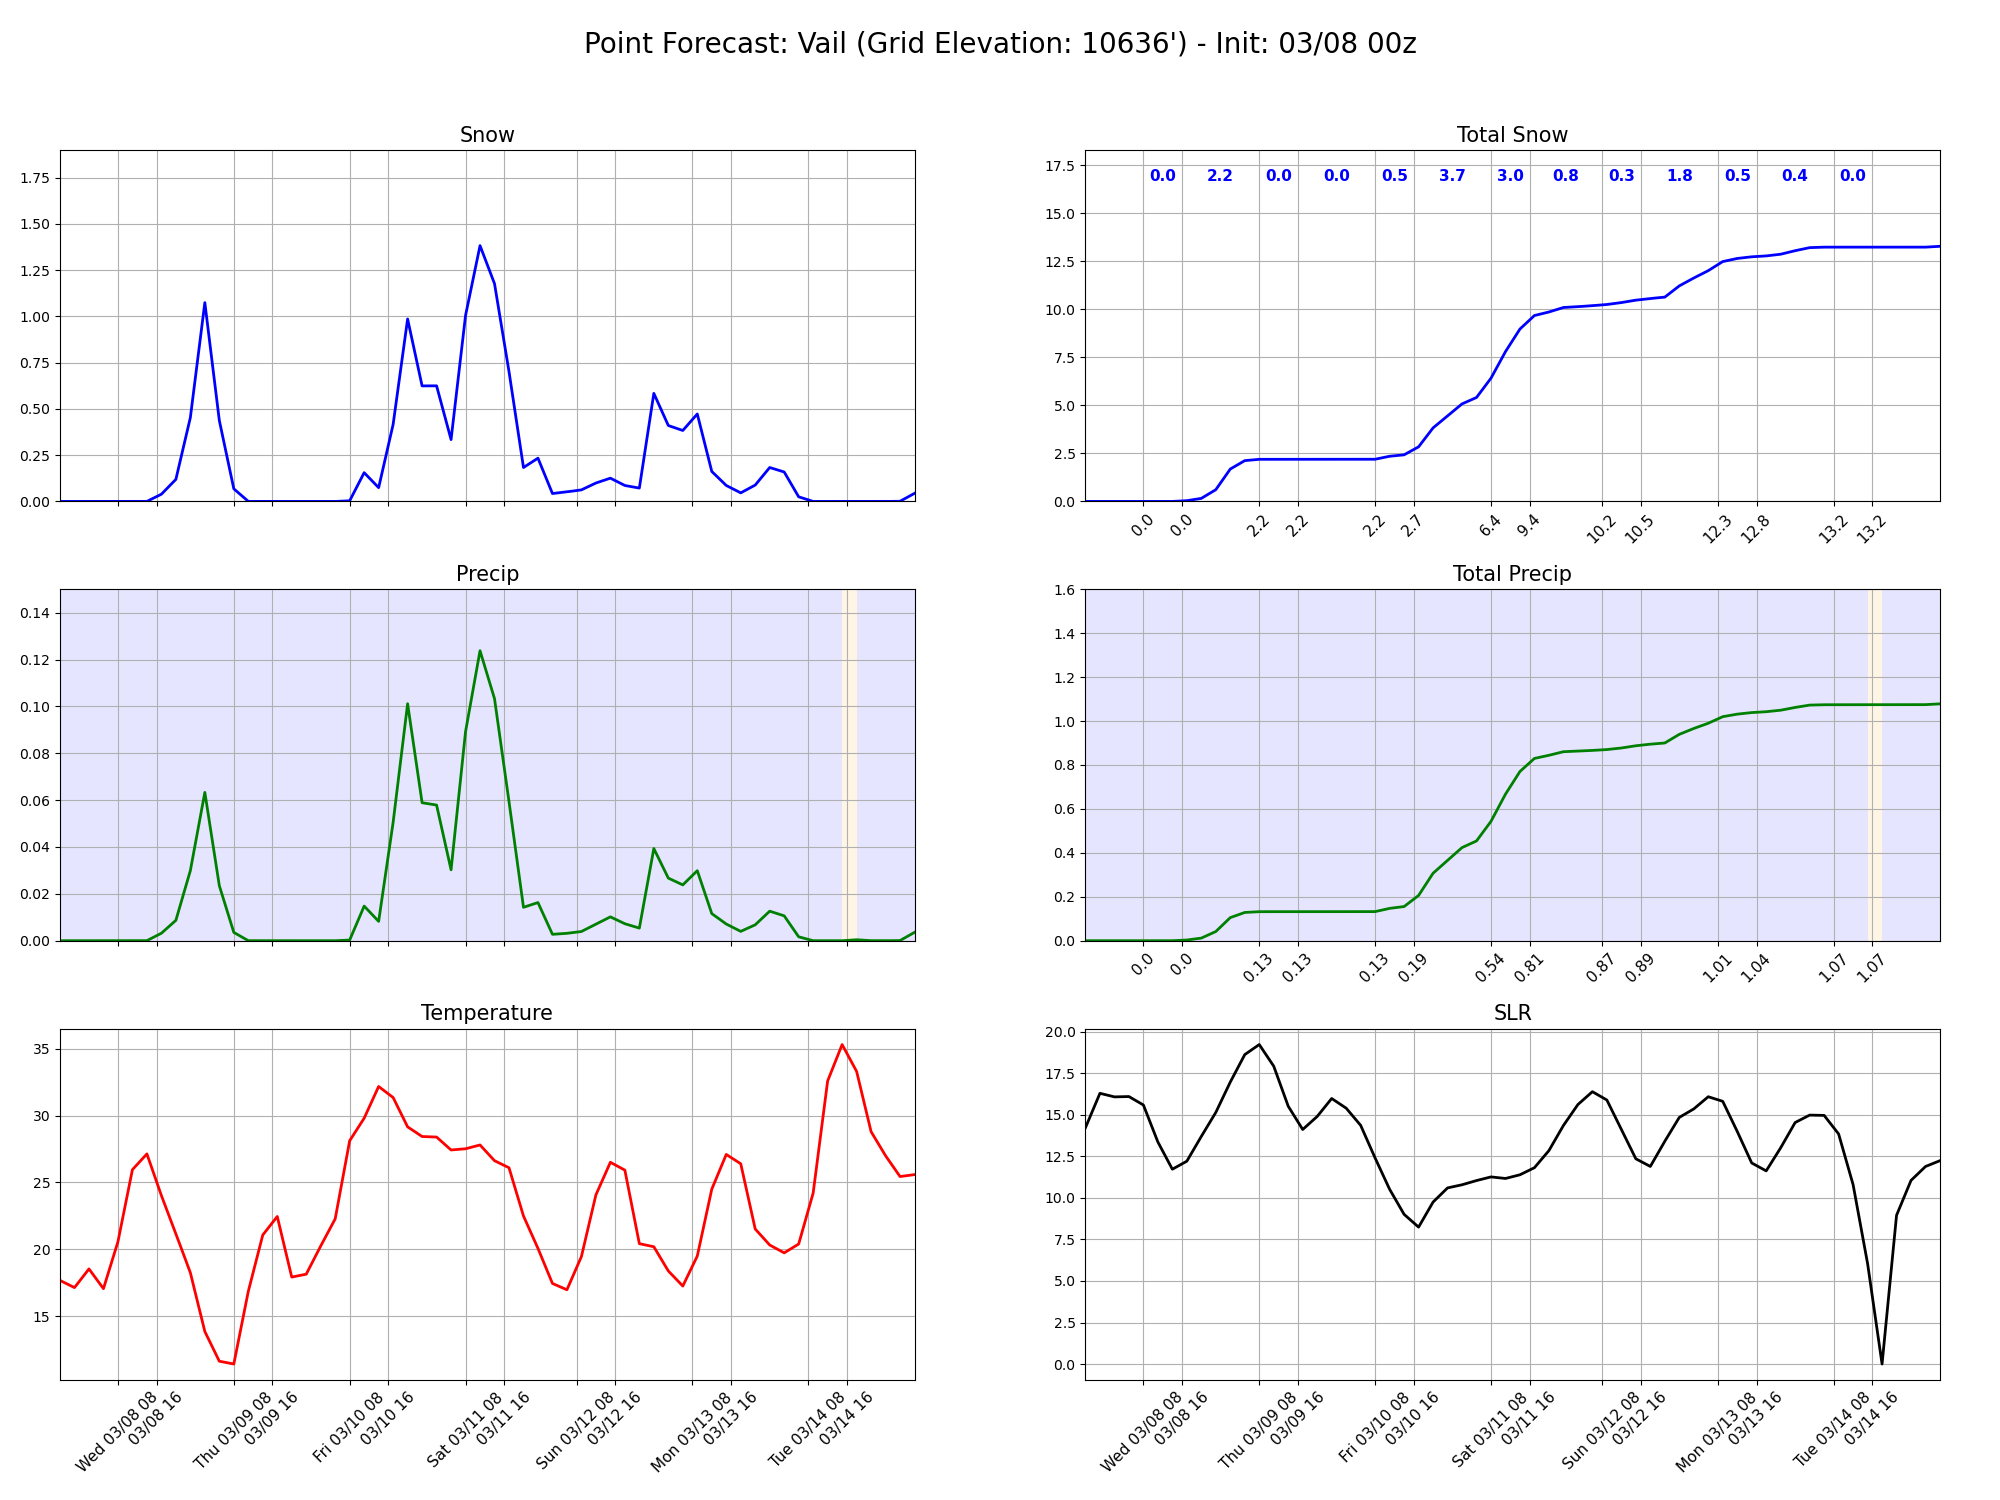 Point Forecast: Vail (Grid Elevation: 10636') - Init: 03/08 00z
Snow
1.75
1.50
1.25
1.00
0.75
0.50
0.25
0.00
Total Snow
17.5
15.0
12.5
10.0
7.5
5.0
2.5
0.0
0.0 2.2 0.0 0.0 0.5 3.7 3.0 0.8 0.3 1.8 0.5 0.4 0.0
0.0 0.0 2.2 2.2 2.2 2.7 6.4 9.4 10.2 10.5 12.3 12.8 13.2 13.2
Precip
0.14
0.12
0.10
0.08
0.06
0.04
0.02
0.00
Total Precip
1.6
1.4
1.2
1.0
0.8
0.6
0.4
0.2
0.0
0.0 0.0 0.13 0.13 0.13 0.19 0.54 0.81 0.87 0.89 1.01 1.04 1.07 1.07
Temperature
35
30
25
20
15
Wed 03/08 08
03/08 16
Thu 03/09 08
03/09 16
Fri 03/10 08
03/10 16
Sat 03/11 08
03/11 16
Sun 03/12 08
03/12 16
Mon 03/13 08
03/13 16
Tue 03/14 08
03/14 16
SLR
20.0
17.5
15.0
12.5
10.0
7.5
5.0
2.5
0.0
Wed 03/08 08
03/08 16
Thu 03/09 08
03/09 16
Fri 03/10 08
03/10 16
Sat 03/11 08
03/11 16
Sun 03/12 08
03/12 16
Mon 03/13 08
03/13 16
Tue 03/14 08
03/14 16